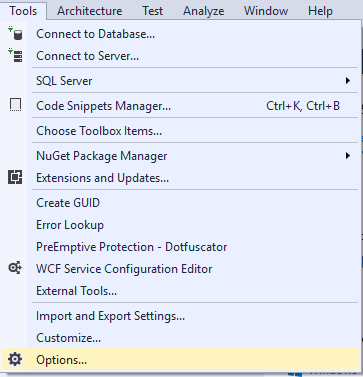 Tools Architecture Test Analyze Window Help
Connect to Database...
Connect to Server...
SQL Server
Code Snippets Manager... Ctrl+K, Ctrl+B
Choose Toolbox Items...
NuGet Package Manager
Extensions and Updates...
Create GUID
Error Lookup
PreEmptive Protection - Dotfuscator
WCF Service Configuration Editor
External Tools...
Import and Export Settings...
Customize...
Options...